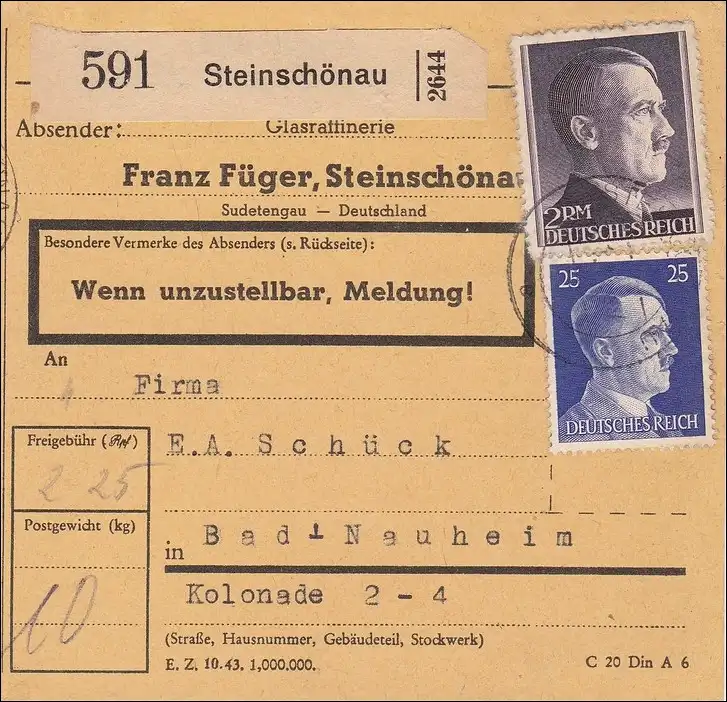 591 Steinschönau 2644
Absender: Glasraffinerie
Franz Füger, Steinschönau
Sudetengau — Deutschland
Besondere Vermerke des Absenders (s. Rückseite):
Wenn unzustellbar, Meldung!
2 RM
DEUTSCHES REICH
25 25
DEUTSCHES REICH
An
Firma
E.A. Schück
in Bad-Nauheim
Kolonade 2-4
(Straße, Hausnummer, Gebäudeteil, Stockwerk)
Freigebühr (Rpf)
2 25
Postgewicht (kg)
10
E. Z. 10.43. 1,000.000.
C 20 Din A 6